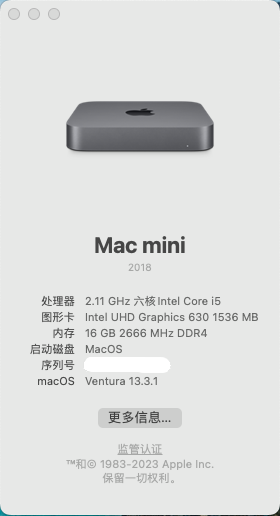 Mac mini
2018
处理器 2.11 GHz 六核Intel Core i5
图形卡 Intel UHD Graphics 630 1536 MB
内存 16 GB 2666 MHz DDR4
启动磁盘 MacOS
序列号
macOS Ventura 13.3.1
更多信息...
监管认证
™和© 1983-2023 Apple Inc.
保留一切权利。